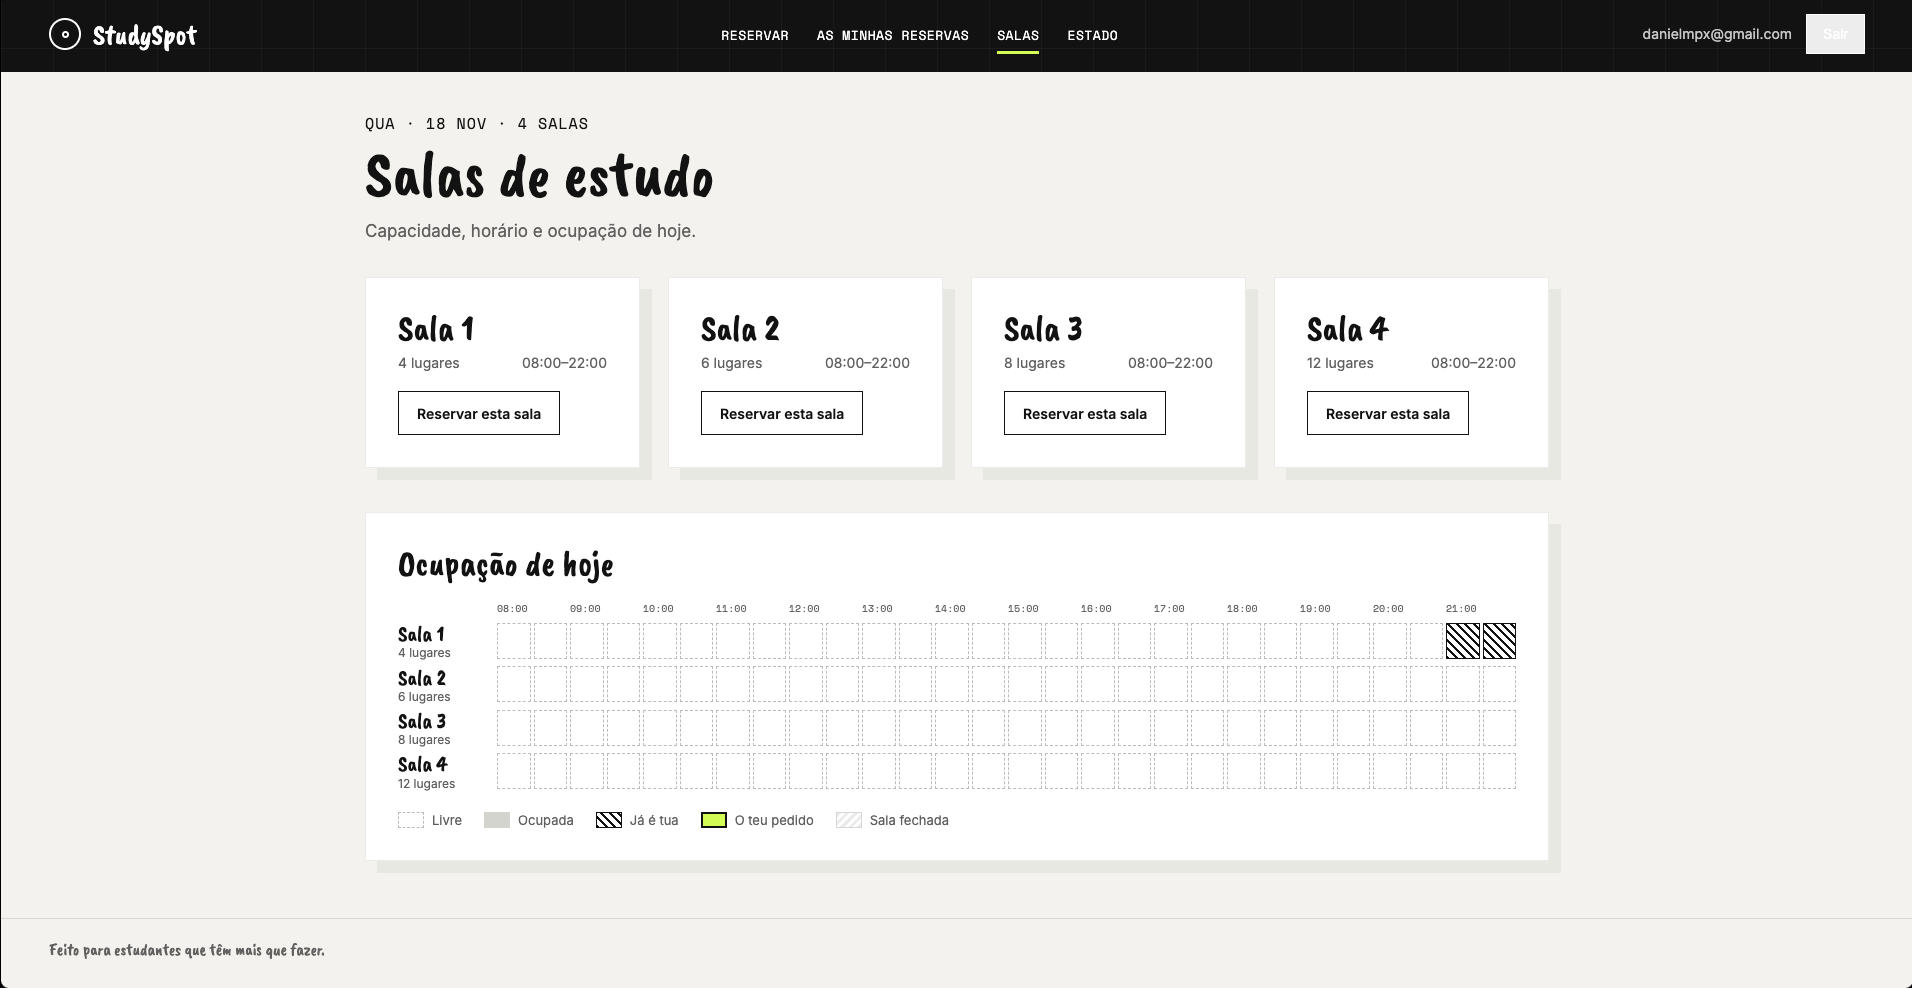 StudySpot
RESERVAR AS MINHAS RESERVAS SALAS ESTADO
danielmpx@gmail.com Sair
QUA · 18 NOV · 4 SALAS
Salas de estudo
Capacidade, horário e ocupação de hoje.
Sala 1
4 lugares 08:00–22:00
Reservar esta sala
Sala 2
6 lugares 08:00–22:00
Reservar esta sala
Sala 3
8 lugares 08:00–22:00
Reservar esta sala
Sala 4
12 lugares 08:00–22:00
Reservar esta sala
Ocupação de hoje
08:00 09:00 10:00 11:00 12:00 13:00 14:00 15:00 16:00 17:00 18:00 19:00 20:00 21:00
Sala 1
4 lugares
Sala 2
6 lugares
Sala 3
8 lugares
Sala 4
12 lugares
Livre Ocupada Já é tua O teu pedido Sala fechada
Feito para estudantes que têm mais que fazer.